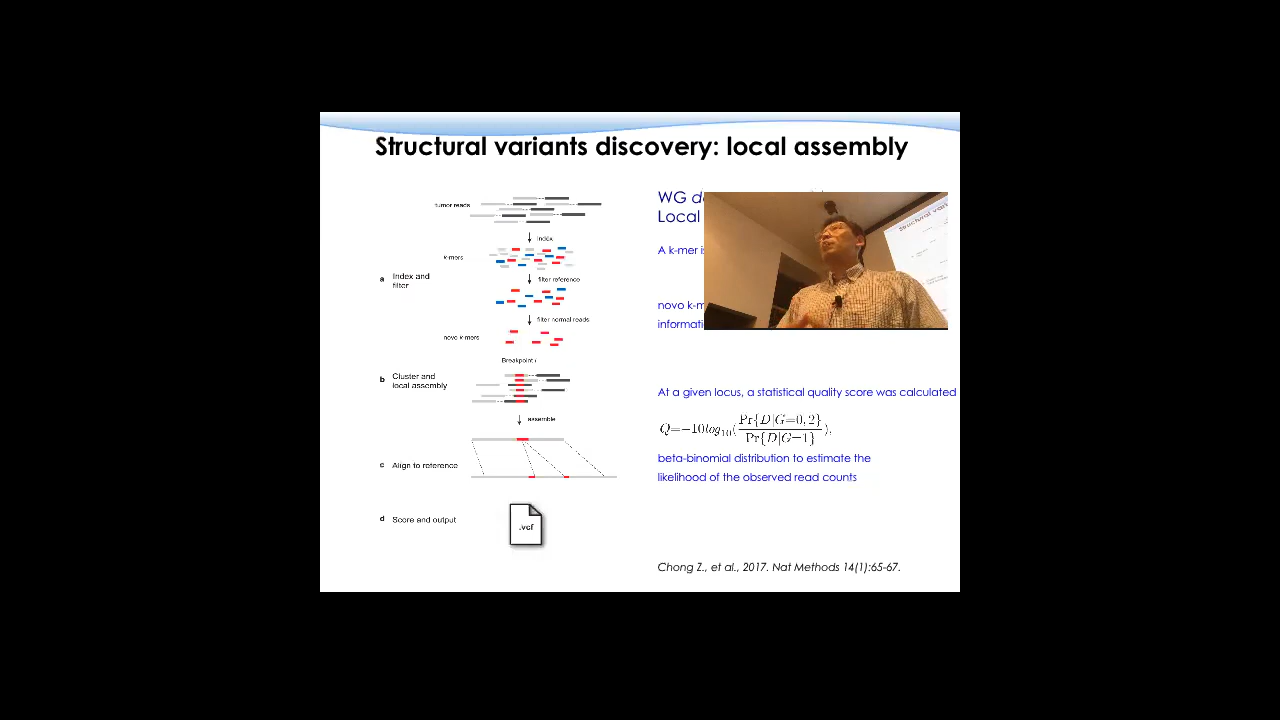 Structural variants discovery: local assembly
tumor reads
index
k-mers
a Index and
filter
filter reference
filter normal reads
novo k-mers
Breakpoint i
b Cluster and
local assembly
assemble
c Align to reference
d Score and output
.vcf
WG
Local
A k-mer
novo
At a given locus, a statistical quality score was calculated
Q=−10log10(Pr{D|G=0,2}/Pr{D|G=1}),
beta-binomial distribution to estimate the
likelihood of the observed read counts
Chong Z., et al., 2017. Nat Methods 14(1):65-67.